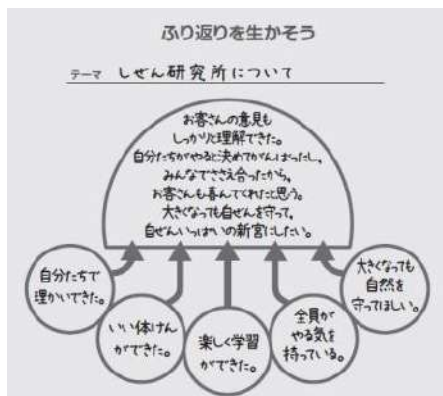 ふり返りを生かそう
テーマ しぜん研究所について
お客さんの意見も
しっかりと理解できた。
自分たちがやると決めてがんばったし、
みんなでささえ合ったから、
お客さんも喜んでくれたと思う。
大きくなっても自ぜんを守って、
自ぜんいっぱいの新宮にしたい。
自分たちで
理かいできた。
いい体けん
ができた。
楽しく学習
ができた。
全員が
やる気を
持っている。
大きくなっても
自然を
守ってほしい。